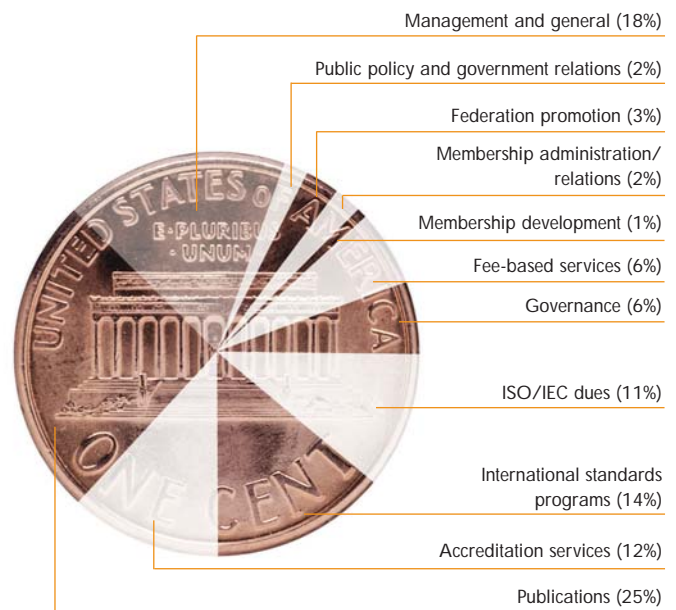 Management and general (18%)
Public policy and government relations (2%)
Federation promotion (3%)
Membership administration/
relations (2%)
Membership development (1%)
Fee-based services (6%)
Governance (6%)
ISO/IEC dues (11%)
International standards
programs (14%)
Accreditation services (12%)
Publications (25%)
UNITED STATES OF AMERICA
E·PLURIBUS
·UNUM
ONE CENT